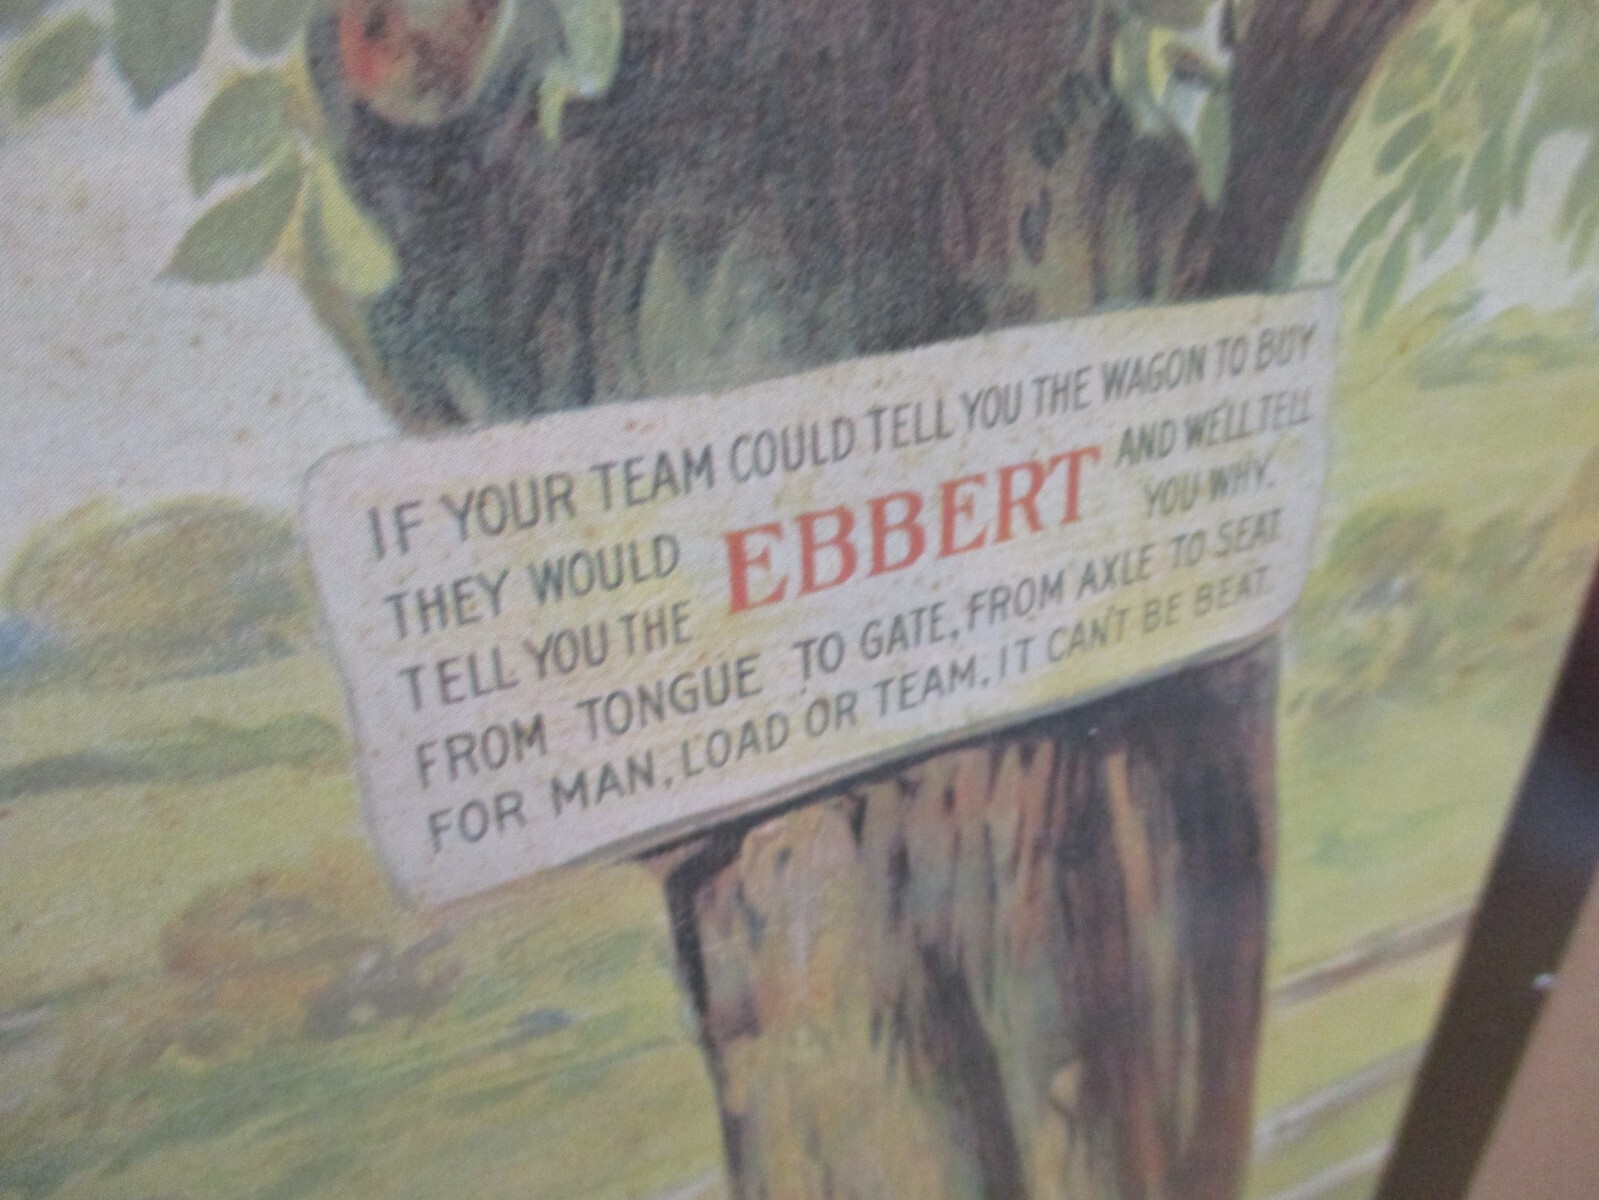 IF YOUR TEAM COULD TELL YOU THE WAGON TO BUY
THEY WOULD
TELL YOU THE
EBBERT
AND WE'LL TELL
YOU WHY.
FROM TONGUE TO GATE, FROM AXLE TO SEAT
FOR MAN, LOAD OR TEAM, IT CAN'T BE BEAT.